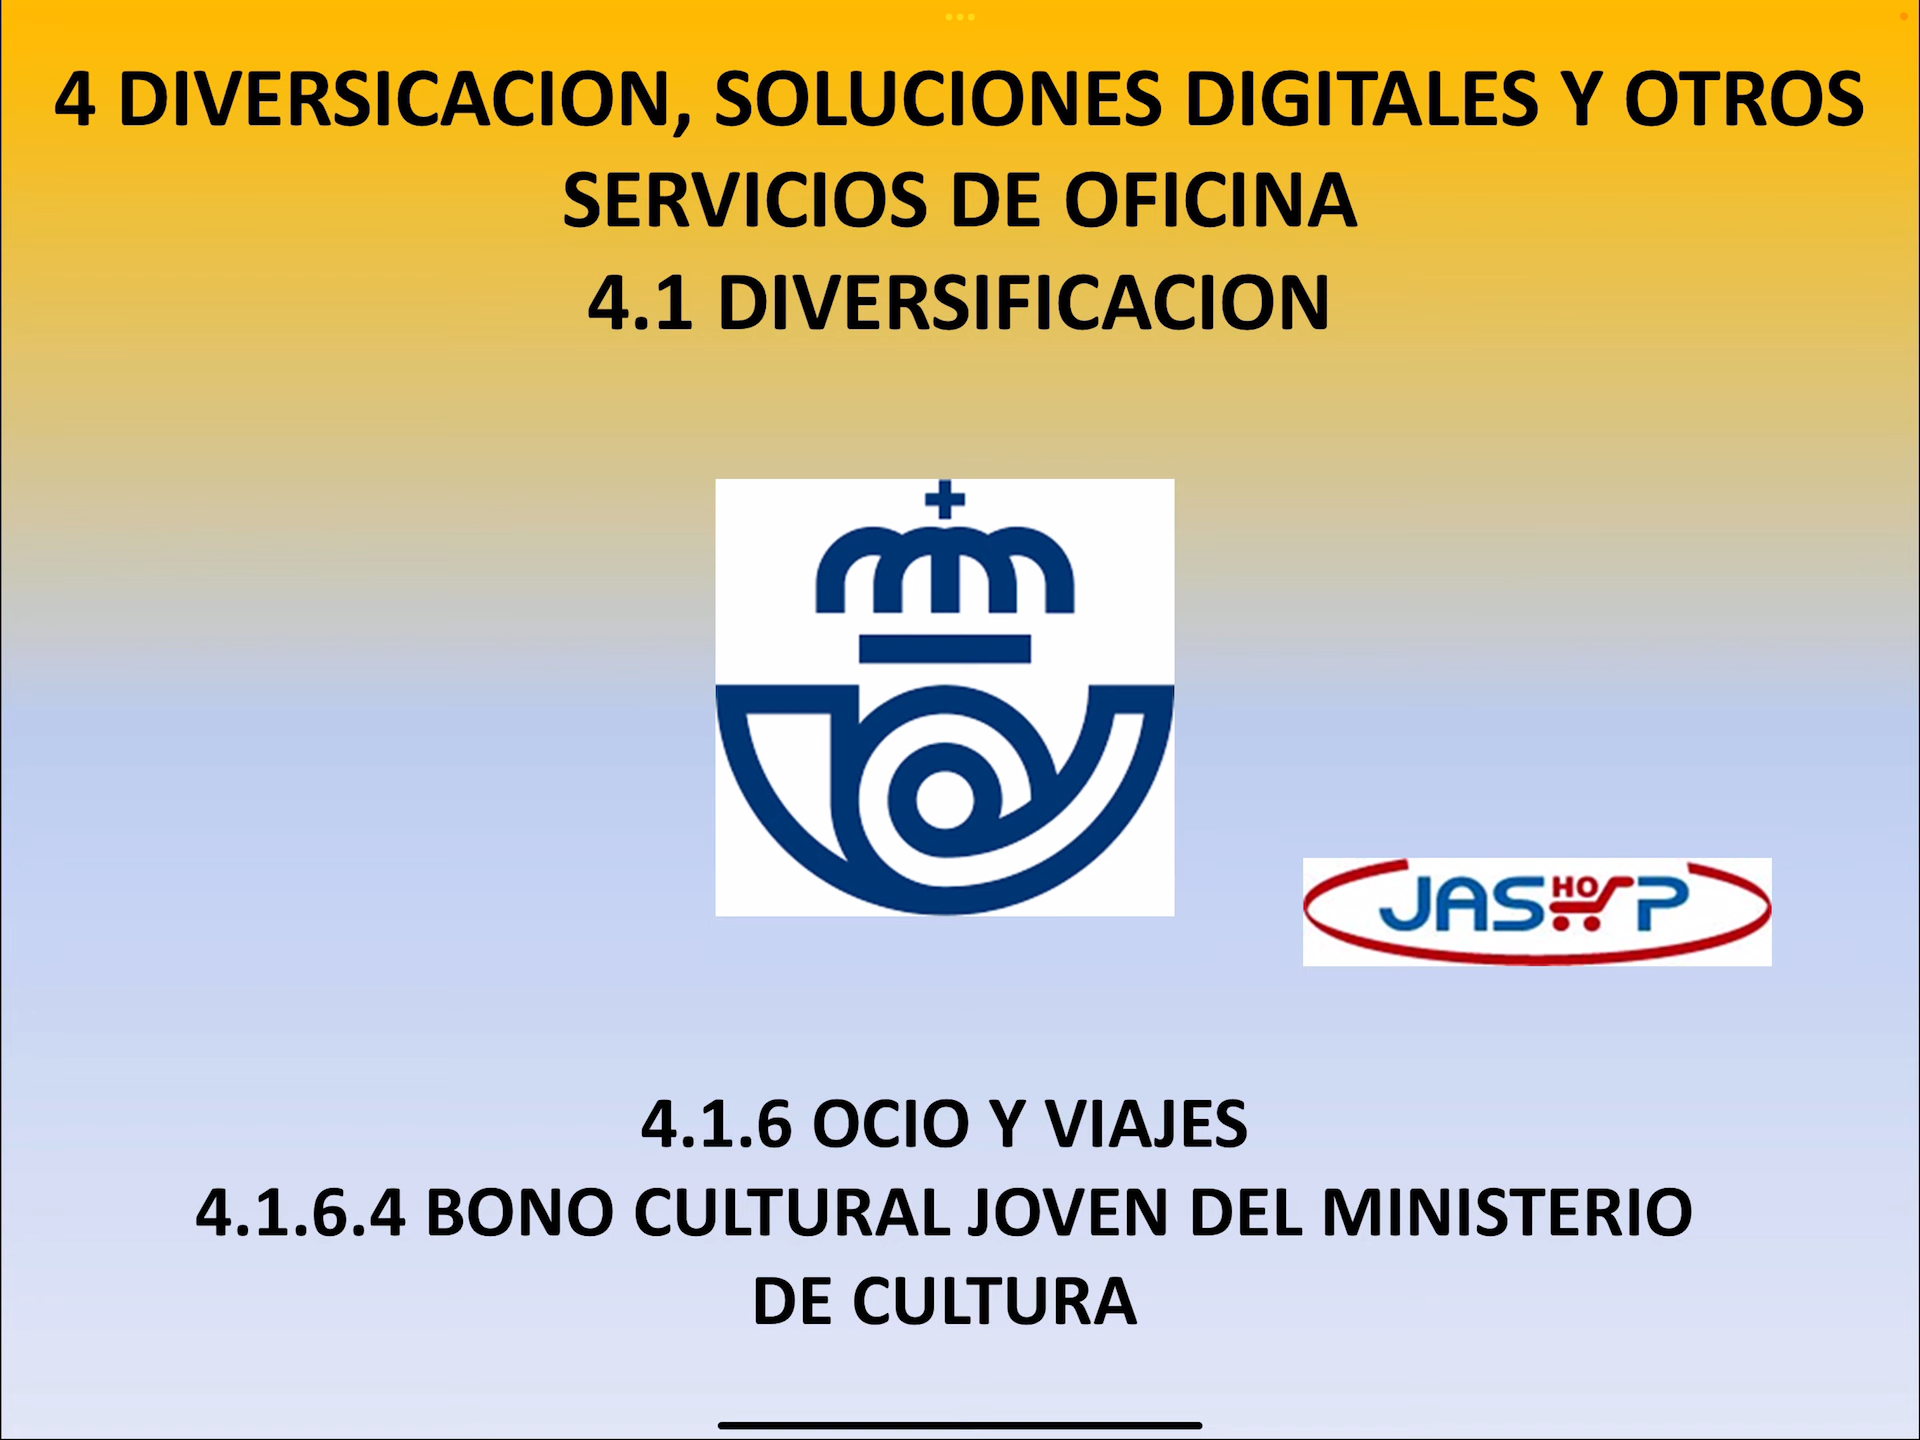 4 DIVERSICACION, SOLUCIONES DIGITALES Y OTROS
SERVICIOS DE OFICINA
4.1 DIVERSIFICACION
JASHOP
4.1.6 OCIO Y VIAJES
4.1.6.4 BONO CULTURAL JOVEN DEL MINISTERIO
DE CULTURA